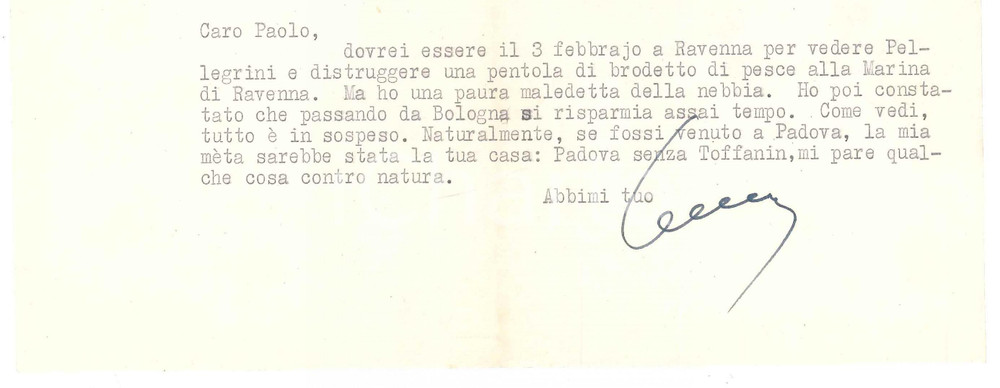 Caro Paolo,
dovrei essere il 3 febbrajo a Ravenna per vedere Pel-
legrini e distruggere una pentola di brodetto di pesce alla Marina
di Ravenna. Ma ho una paura maledetta della nebbia. Ho poi consta-
tato che passando da Bologna si risparmia assai tempo. Come vedi,
tutto è in sospeso. Naturalmente, se fossi venuto a Padova, la mia
mèta sarebbe stata la tua casa: Padova senza Toffanin,mi pare qual-
che cosa contro natura.
Abbimi tuo